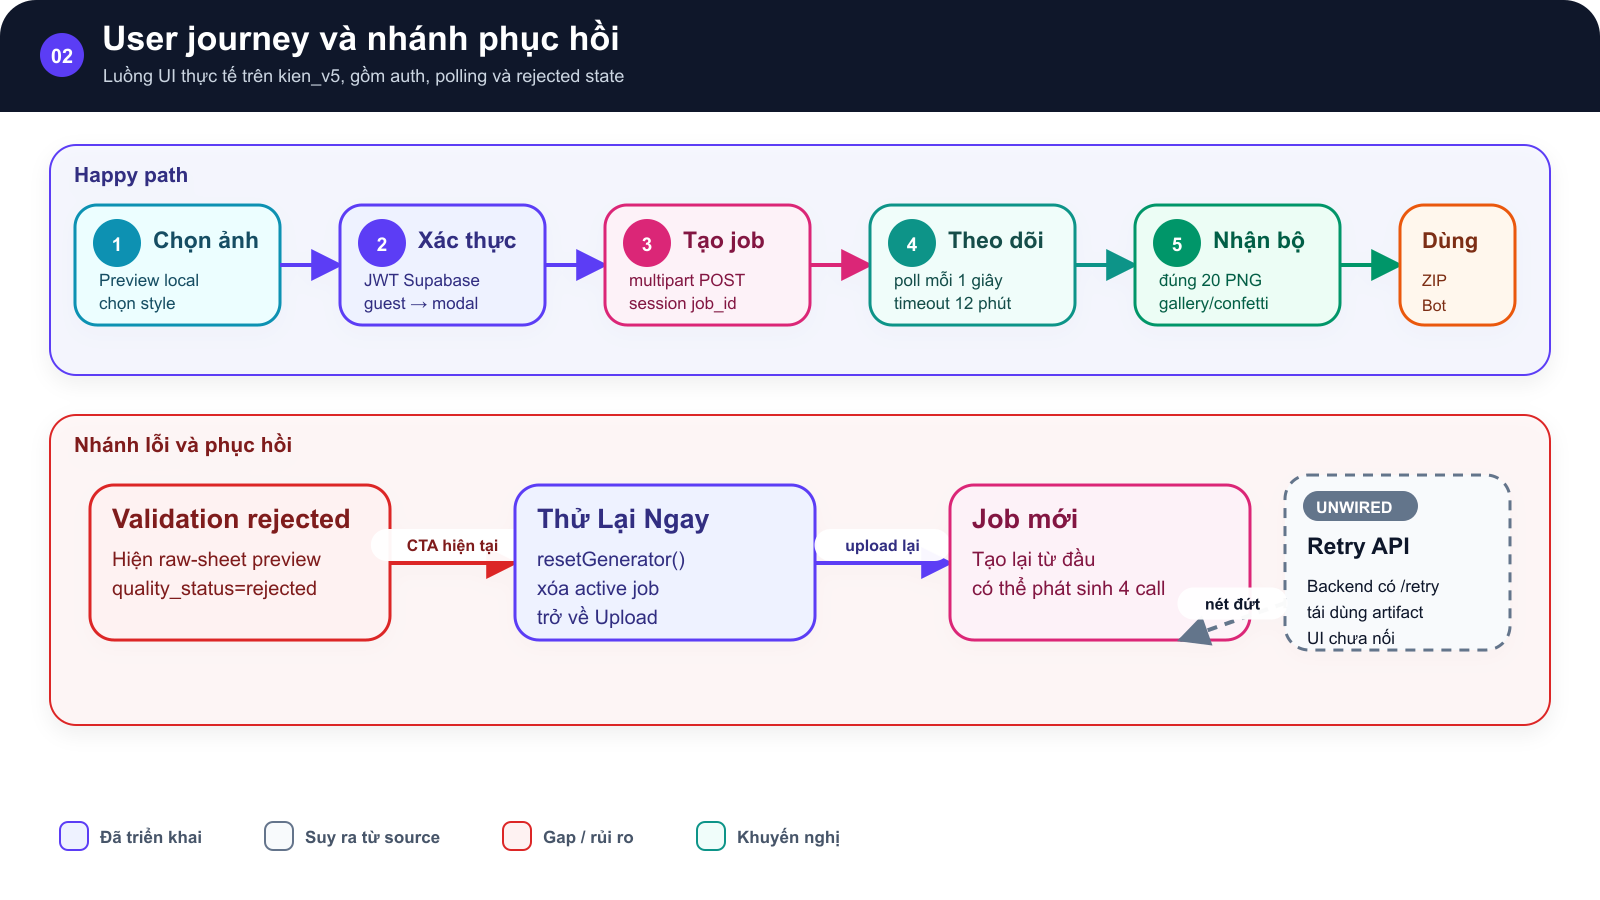 02
User journey và nhánh phục hồi
Luồng UI thực tế trên kien_v5, gồm auth, polling và rejected state
Happy path
1
Chọn ảnh
Preview local
chọn style
2
Xác thực
JWT Supabase
guest → modal
3
Tạo job
multipart POST
session job_id
4
Theo dõi
poll mỗi 1 giây
timeout 12 phút
5
Nhận bộ
đúng 20 PNG
gallery/confetti
Dùng
ZIP
Bot
Nhánh lỗi và phục hồi
Validation rejected
Hiện raw-sheet preview
quality_status=rejected
CTA hiện tại
Thử Lại Ngay
resetGenerator()
xóa active job
trở về Upload
upload lại
Job mới
Tạo lại từ đầu
có thể phát sinh 4 call
nét đứt
UNWIRED
Retry API
Backend có /retry
tái dùng artifact
UI chưa nối
Đã triển khai
Suy ra từ source
Gap / rủi ro
Khuyến nghị